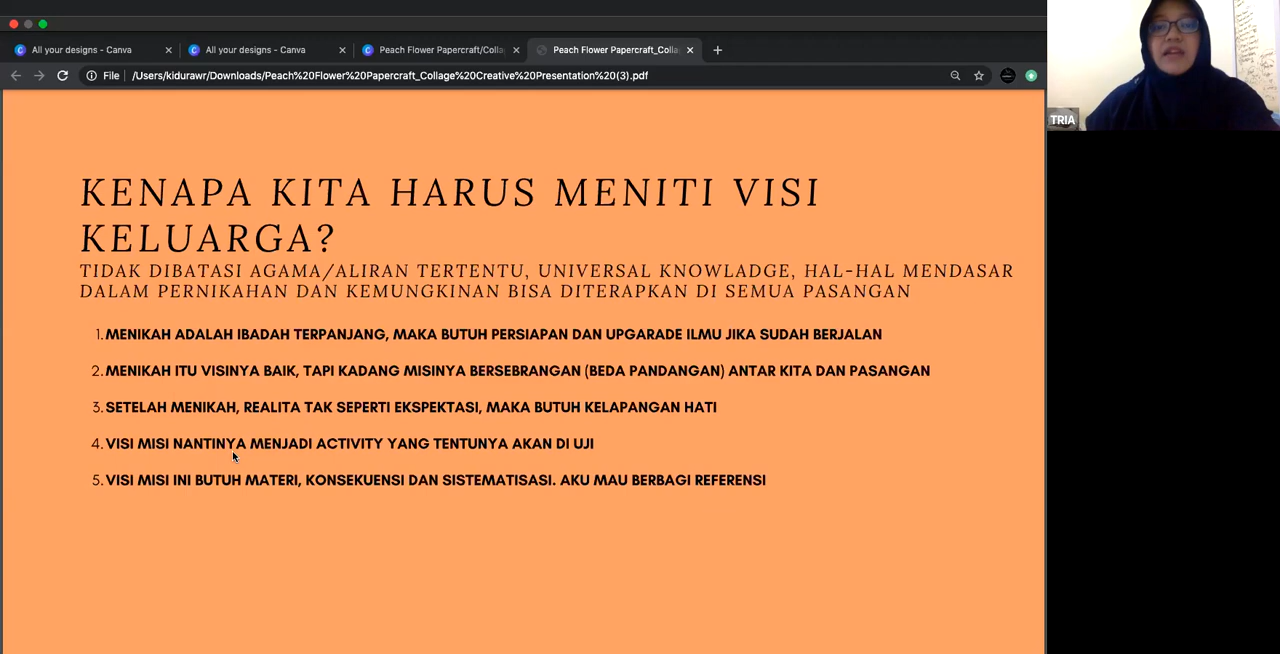 All your designs - Canva
All your designs - Canva
Peach Flower Papercraft/Colla
Peach Flower Papercraft_Colla
File
/Users/kidurawr/Downloads/Peach%20Flower%20Papercraft_Collage%20Creative%20Presentation%20(3).pdf
TRIA
KENAPA KITA HARUS MENITI VISI
KELUARGA?
TIDAK DIBATASI AGAMA/ALIRAN TERTENTU, UNIVERSAL KNOWLADGE, HAL-HAL MENDASAR
DALAM PERNIKAHAN DAN KEMUNGKINAN BISA DITERAPKAN DI SEMUA PASANGAN
1. MENIKAH ADALAH IBADAH TERPANJANG, MAKA BUTUH PERSIAPAN DAN UPGARADE ILMU JIKA SUDAH BERJALAN
2. MENIKAH ITU VISINYA BAIK, TAPI KADANG MISINYA BERSEBRANGAN (BEDA PANDANGAN) ANTAR KITA DAN PASANGAN
3. SETELAH MENIKAH, REALITA TAK SEPERTI EKSPEKTASI, MAKA BUTUH KELAPANGAN HATI
4. VISI MISI NANTINYA MENJADI ACTIVITY YANG TENTUNYA AKAN DI UJI
5. VISI MISI INI BUTUH MATERI, KONSEKUENSI DAN SISTEMATISASI. AKU MAU BERBAGI REFERENSI